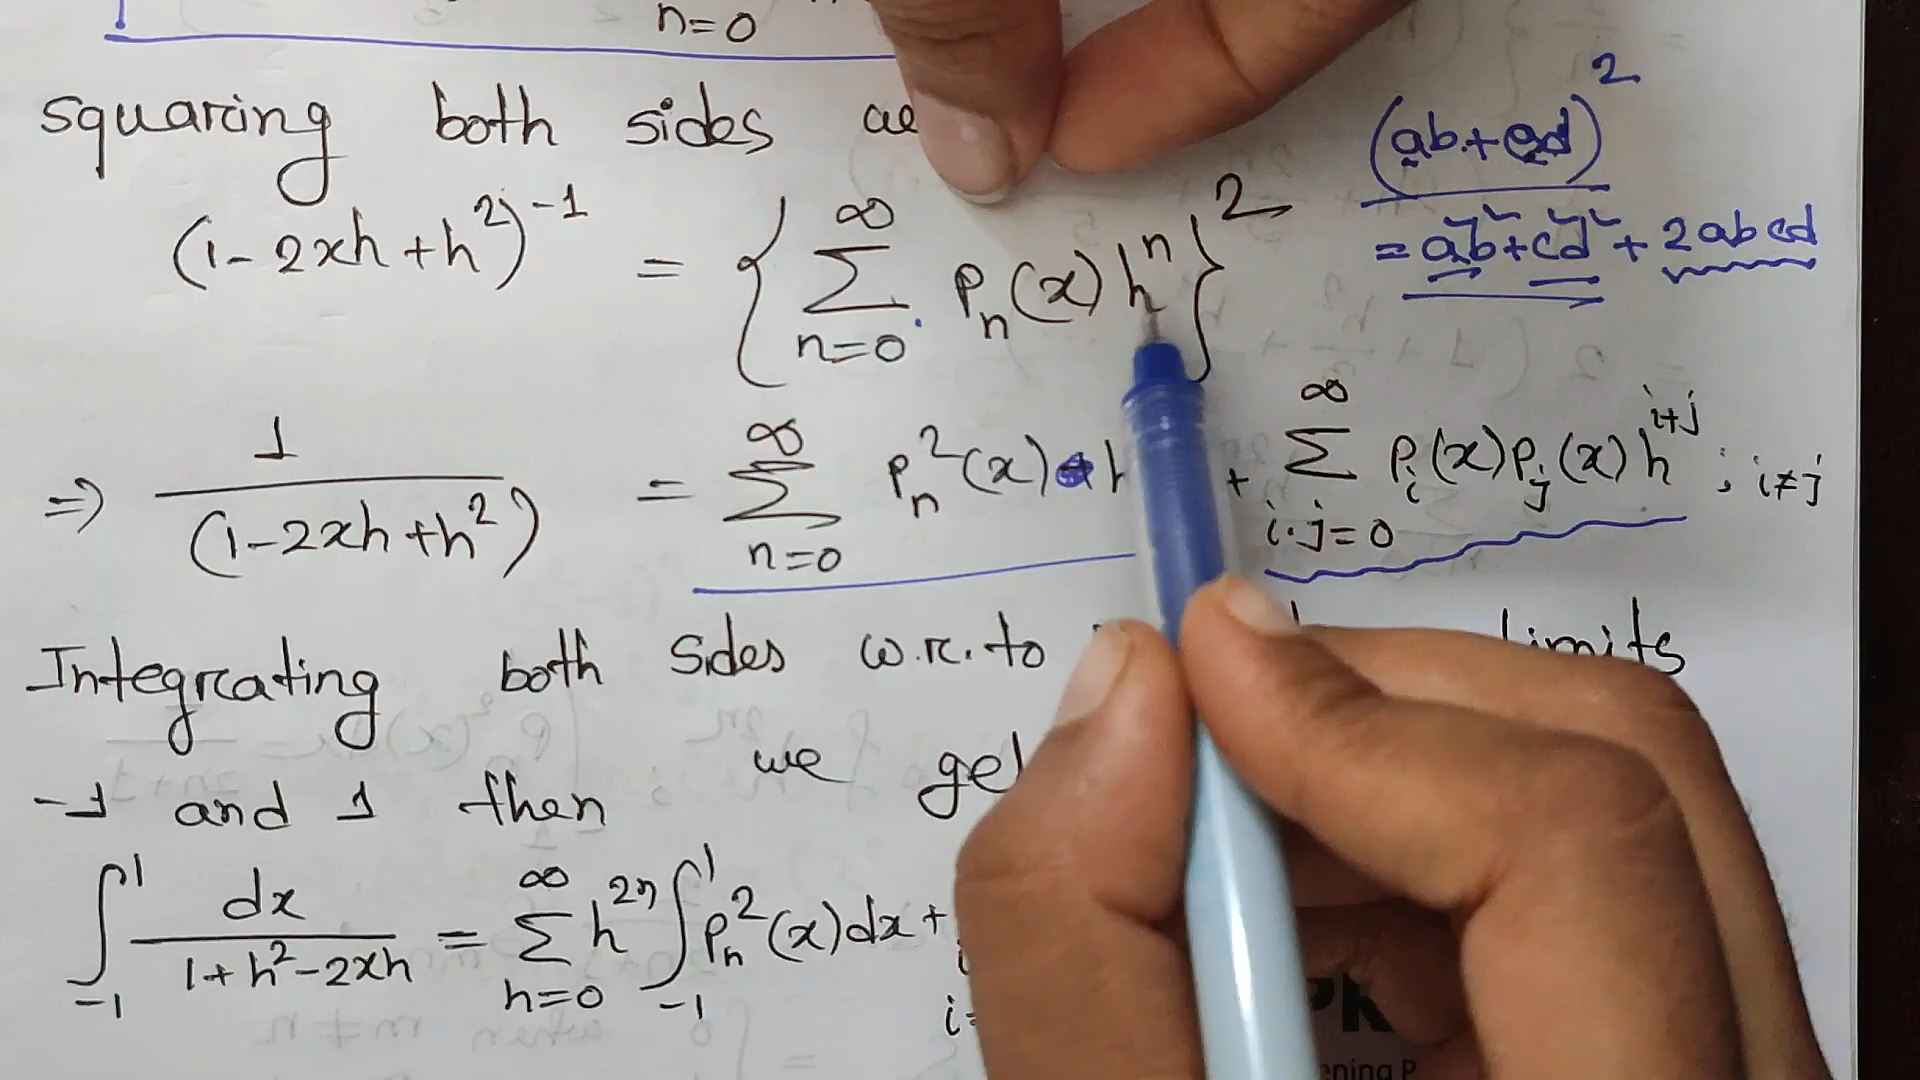 n=0
Squaring both sides
(1-2xh+h²)⁻¹ = { ∞ Σ n=0 Pₙ(x)hⁿ }²
(ab+cd)²
= a²b²+c²d²+2abcd
⇒ 1/(1-2xh+h²) = ∞ Σ n=0 Pₙ²(x) h + ∞ Σ i,j=0 Pᵢ(x)Pⱼ(x)hⁱ⁺ʲ ; i≠j
Integrating both sides w.r.to limits
-1 and 1 then we get
∫₋₁¹ dx/(1+h²-2xh) = ∞ Σ n=0 h²ⁿ ∫₋₁¹ Pₙ²(x)dx +